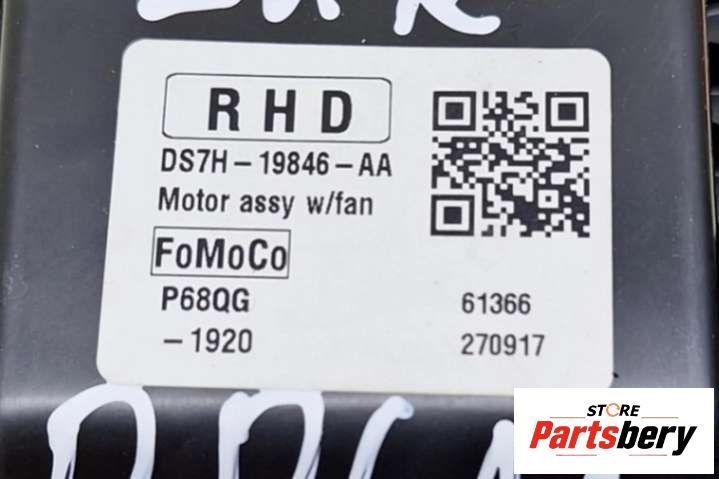 RHD
DS7H-19846-AA
Motor assy w/fan
FoMoCo
P68QG 61366
-1920 270917
STORE
Partsbery